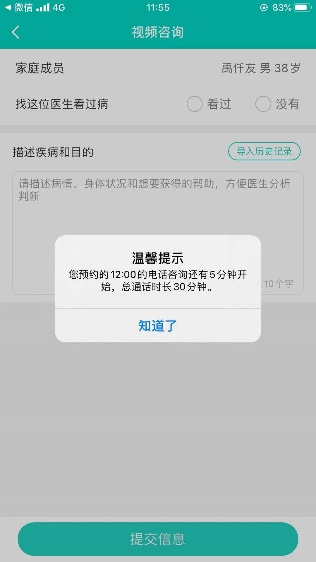 微信 4G 11:55 83%
视频咨询
家庭成员 禹仟友 男 38岁
找这位医生看过病 看过 没有
描述疾病和目的 导入历史记录
请描述病情、身体状况和想要获得的帮助，方便医生分析
判断
温馨提示
您预约的12:00的电话咨询还有5分钟开
始，总通话时长30分钟。
10个字
知道了
提交信息